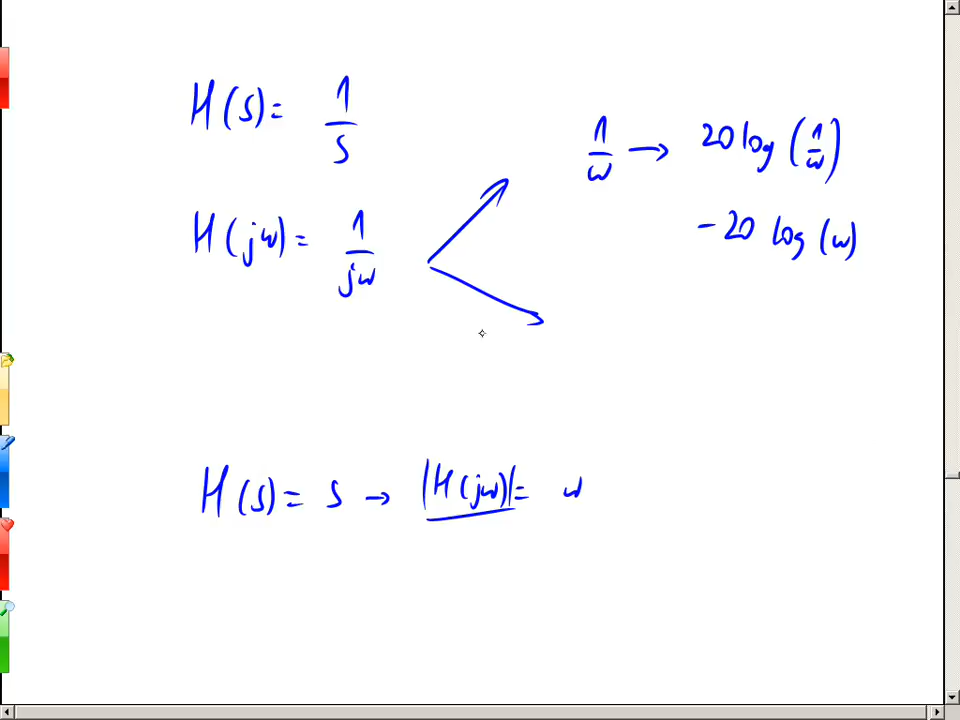 H(s) = 1/s
1/ω → 20 log (1/ω)
H(jω) = 1/jω
-20 log (ω)
H(s) = s → |H(jω)| = ω